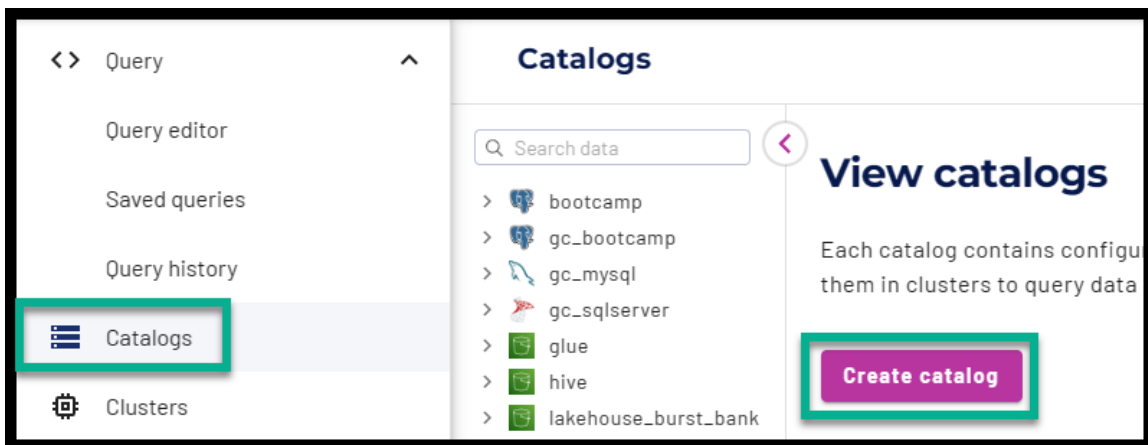 Query
Query editor
Saved queries
Query history
Catalogs
Clusters
Catalogs
Search data
bootcamp
gc_bootcamp
gc_mysql
gc_sqlserver
glue
hive
lakehouse_burst_bank
View catalogs
Each catalog contains configu
them in clusters to query data
Create catalog